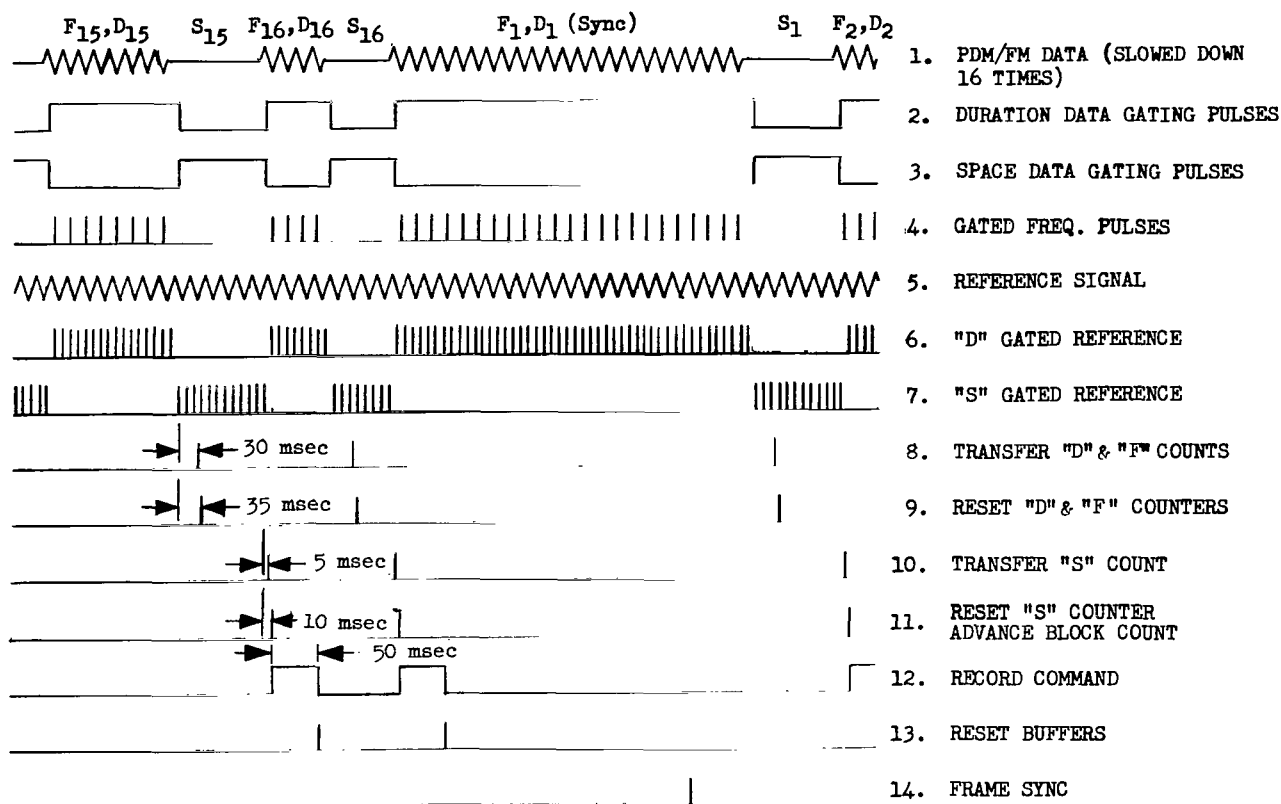 F15,D15 S15 F16,D16 S16 F1,D1 (Sync) S1 F2,D2
1. PDM/FM DATA (SLOWED DOWN
16 TIMES)
2. DURATION DATA GATING PULSES
3. SPACE DATA GATING PULSES
4. GATED FREQ. PULSES
5. REFERENCE SIGNAL
6. "D" GATED REFERENCE
7. "S" GATED REFERENCE
30 msec
8. TRANSFER "D" & "F" COUNTS
35 msec
9. RESET "D" & "F" COUNTERS
5 msec
10. TRANSFER "S" COUNT
10 msec
11. RESET "S" COUNTER
ADVANCE BLOCK COUNT
50 msec
12. RECORD COMMAND
13. RESET BUFFERS
14. FRAME SYNC